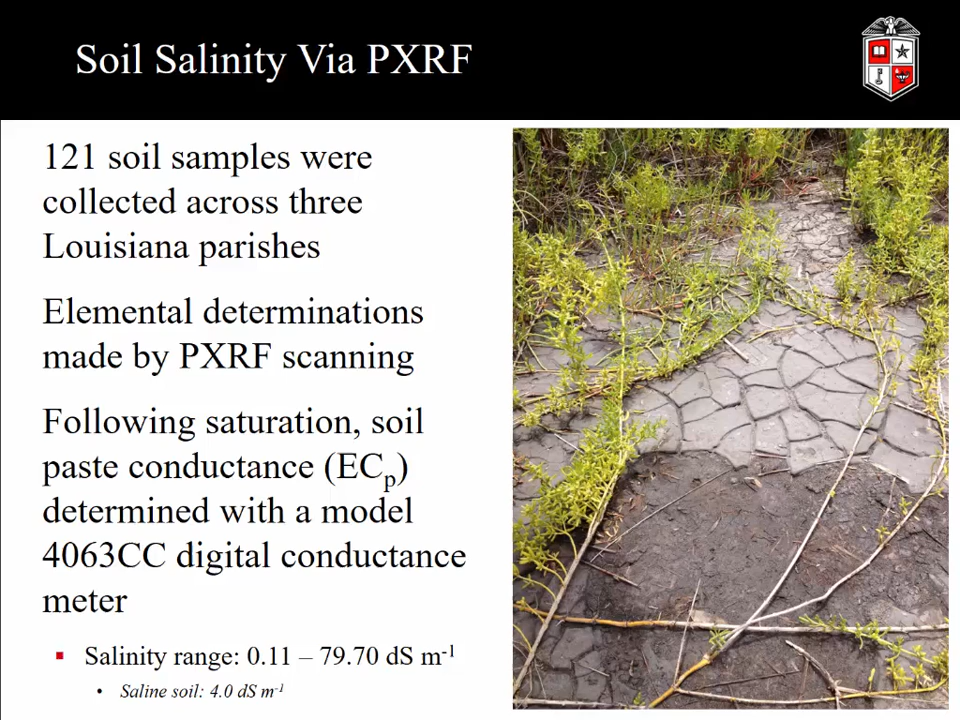 Soil Salinity Via PXRF
121 soil samples were
collected across three
Louisiana parishes
Elemental determinations
made by PXRF scanning
Following saturation, soil
paste conductance (ECp)
determined with a model
4063CC digital conductance
meter
▪ Salinity range: 0.11 – 79.70 dS m-1
• Saline soil: 4.0 dS m-1